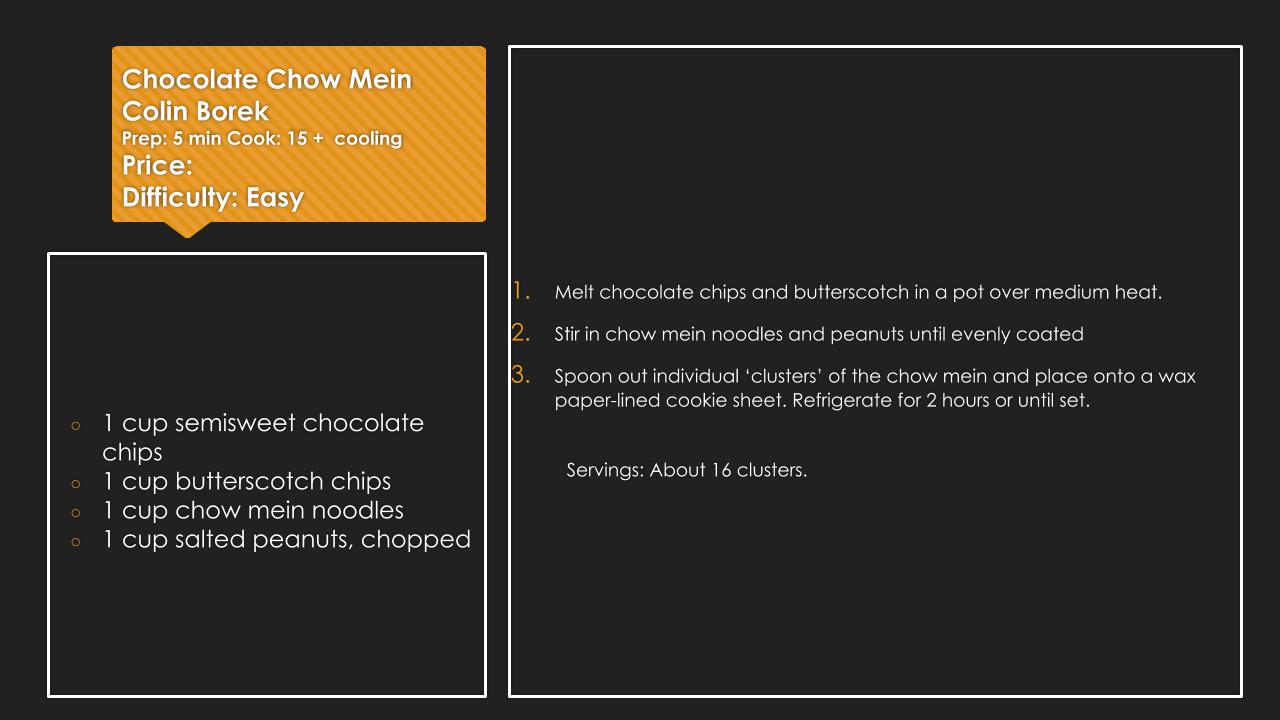 Chocolate Chow Mein
Colin Borek
Prep: 5 min Cook: 15 +  cooling
Price:
Difficulty: Easy
○ 1 cup semisweet chocolate
chips
○ 1 cup butterscotch chips
○ 1 cup chow mein noodles
○ 1 cup salted peanuts, chopped
1. Melt chocolate chips and butterscotch in a pot over medium heat.
2. Stir in chow mein noodles and peanuts until evenly coated
3. Spoon out individual ‘clusters’ of the chow mein and place onto a wax
paper-lined cookie sheet. Refrigerate for 2 hours or until set.
Servings: About 16 clusters.